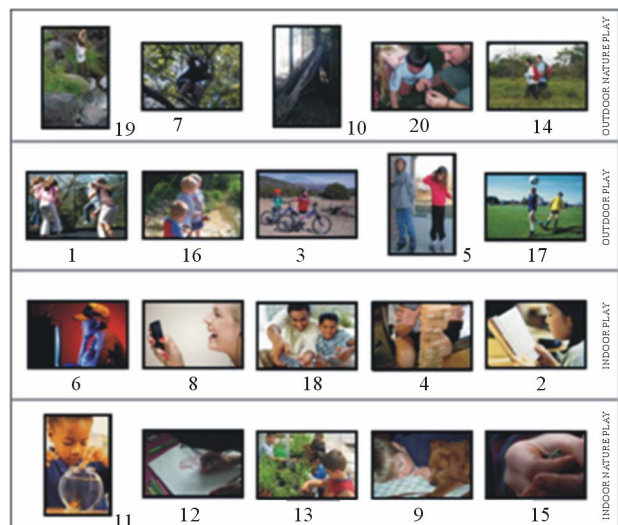 19 7 10 20 14
OUTDOOR NATURE PLAY
1 16 3 5 17
OUTDOOR PLAY
6 8 18 4 2
INDOOR PLAY
11 12 13 9 15
INDOOR NATURE PLAY